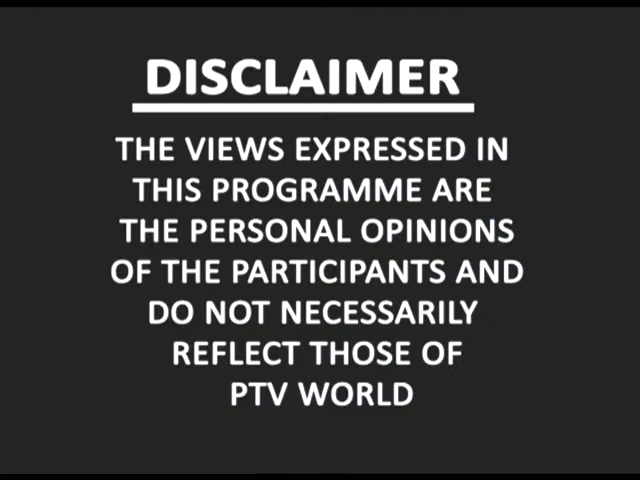 DISCLAIMER
THE VIEWS EXPRESSED IN
THIS PROGRAMME ARE
THE PERSONAL OPINIONS
OF THE PARTICIPANTS AND
DO NOT NECESSARILY
REFLECT THOSE OF
PTV WORLD